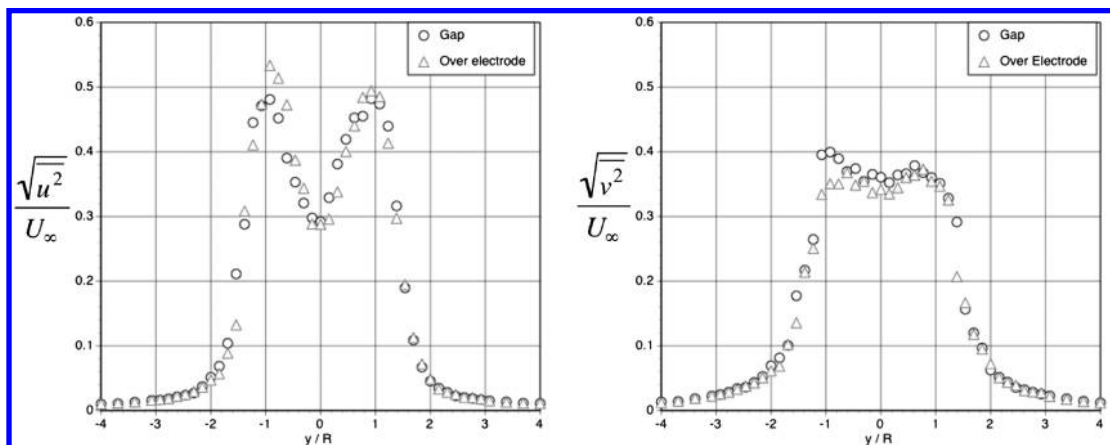 0.6
0.5
0.4
0.3
0.2
0.1
0
-4 -3 -2 -1 0 1 2 3 4
y / R
√u²
U∞
Gap
Over electrode
0.6
0.5
0.4
0.3
0.2
0.1
0
-4 -3 -2 -1 0 1 2 3 4
y / R
√v²
U∞
Gap
Over Electrode